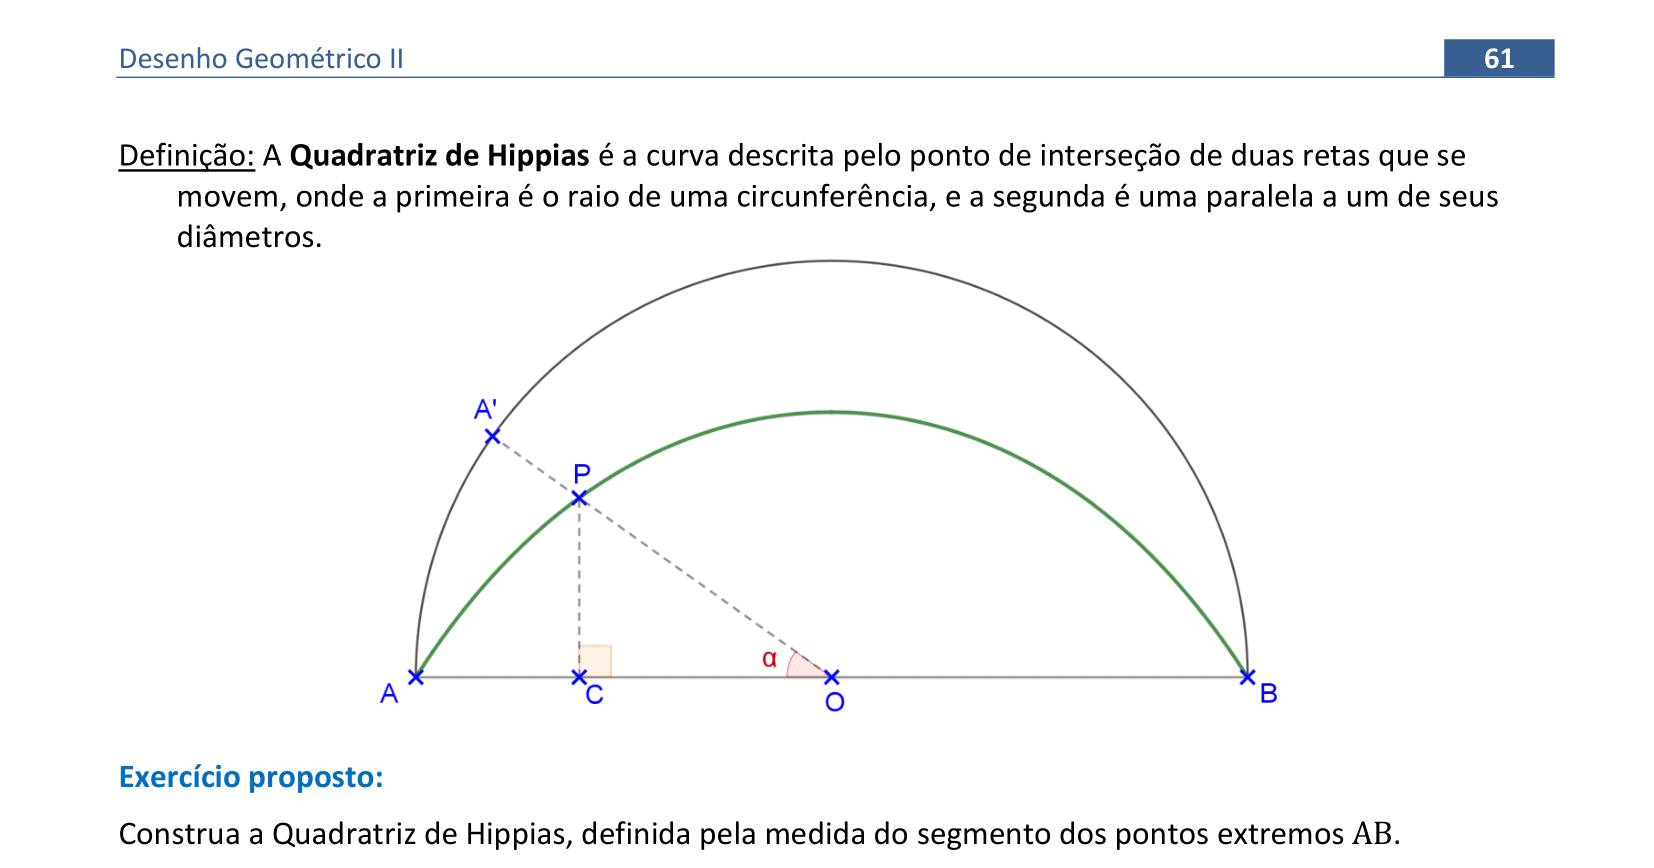 Desenho Geométrico II
61
Definição: A Quadratriz de Hippias é a curva descrita pelo ponto de interseção de duas retas que se
movem, onde a primeira é o raio de uma circunferência, e a segunda é uma paralela a um de seus
diâmetros.
A'
P
α
A
C
O
B
Exercício proposto:
Construa a Quadratriz de Hippias, definida pela medida do segmento dos pontos extremos AB.